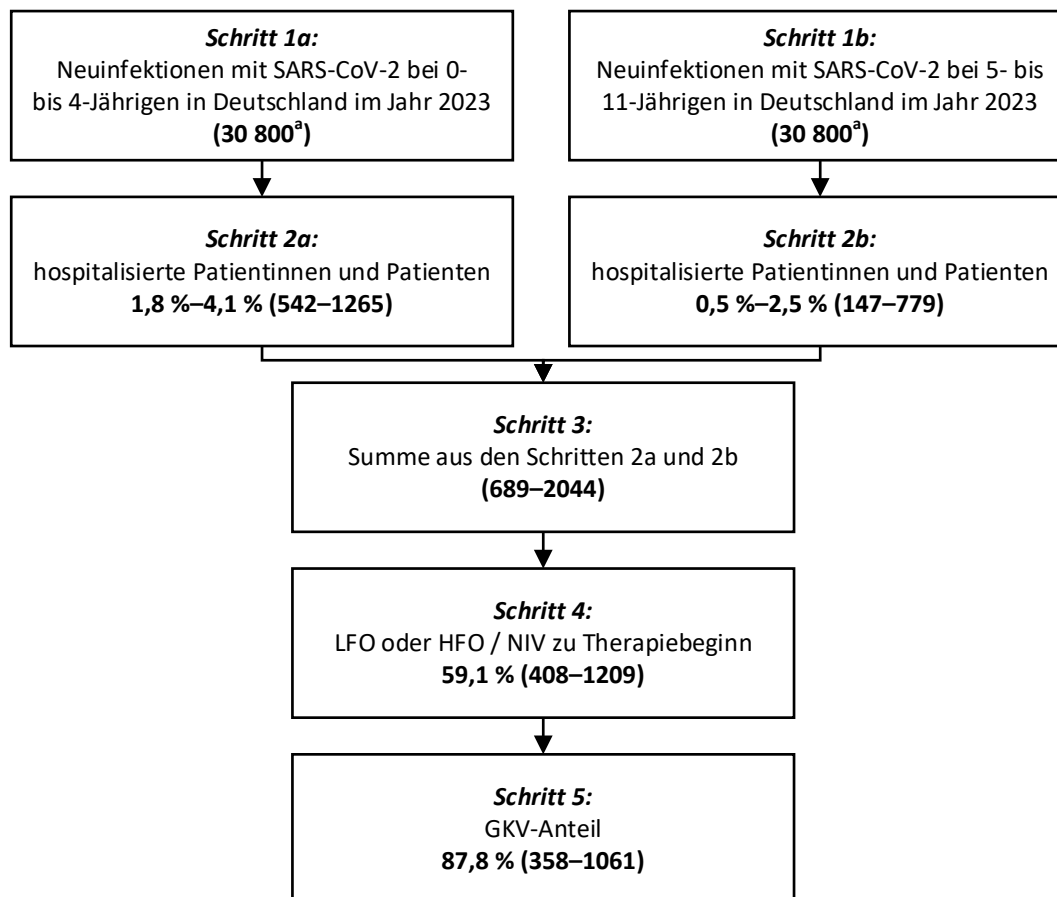 Schritt 1a:
Neuinfektionen mit SARS-CoV-2 bei 0-
bis 4-Jährigen in Deutschland im Jahr 2023
(30 800ª)
Schritt 1b:
Neuinfektionen mit SARS-CoV-2 bei 5- bis
11-Jährigen in Deutschland im Jahr 2023
(30 800ª)
Schritt 2a:
hospitalisierte Patientinnen und Patienten
1,8 %–4,1 % (542–1265)
Schritt 2b:
hospitalisierte Patientinnen und Patienten
0,5 %–2,5 % (147–779)
Schritt 3:
Summe aus den Schritten 2a und 2b
(689–2044)
Schritt 4:
LFO oder HFO / NIV zu Therapiebeginn
59,1 % (408–1209)
Schritt 5:
GKV-Anteil
87,8 % (358–1061)